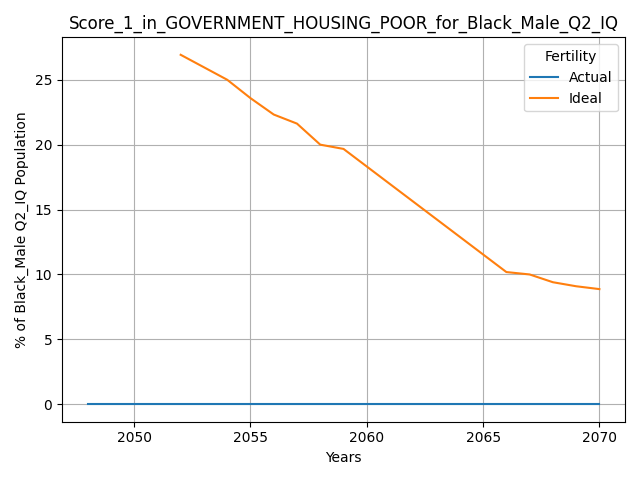 Score_1_in_GOVERNMENT_HOUSING_POOR_for_Black_Male_Q2_IQ
Fertility
Actual
Ideal
% of Black_Male Q2_IQ Population
25
20
15
10
5
0
2050 2055 2060 2065 2070
Years